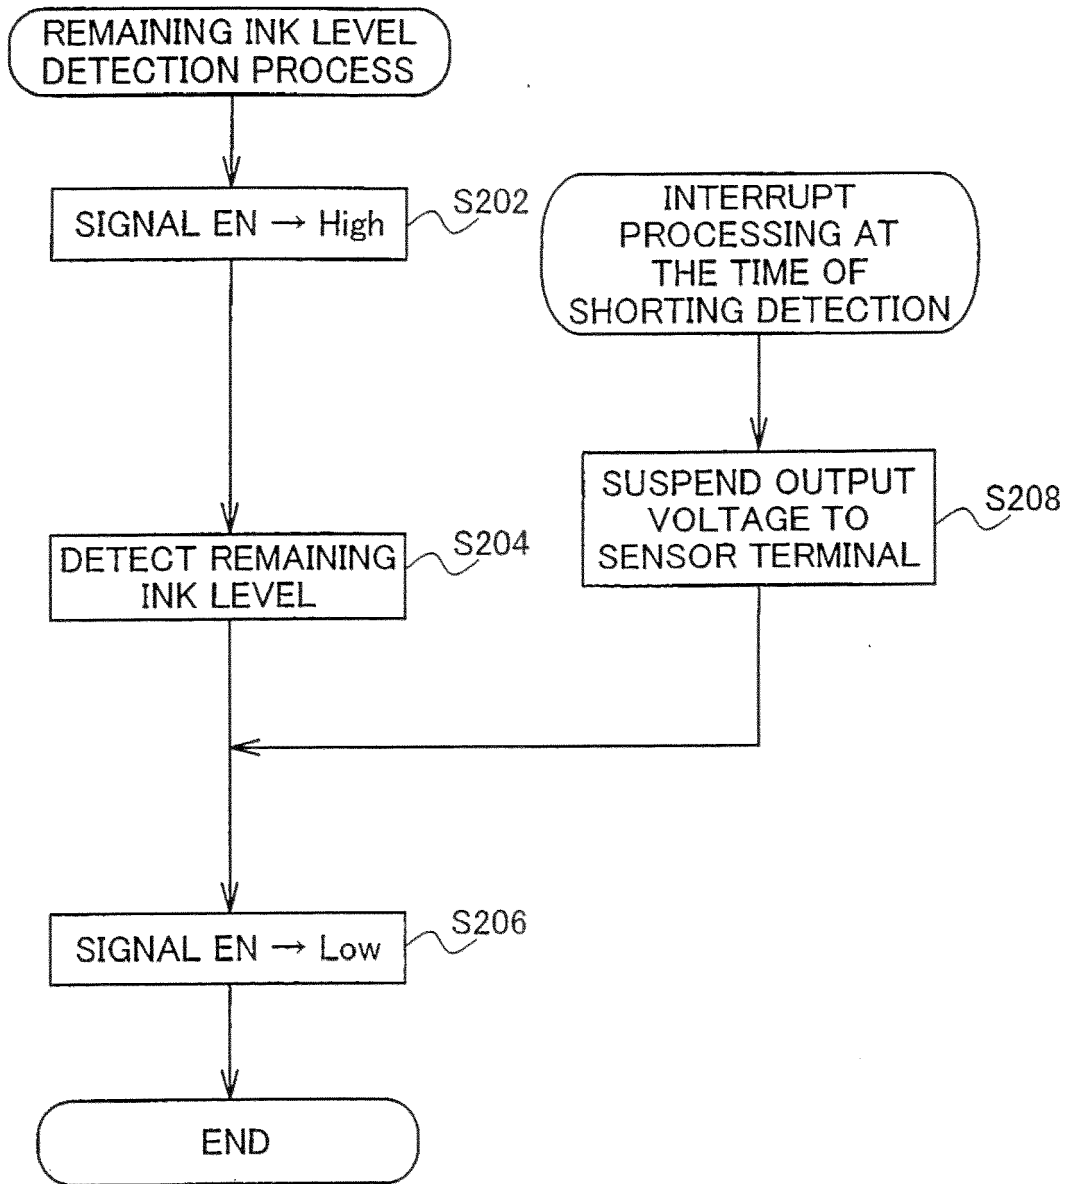 REMAINING INK LEVEL
DETECTION PROCESS
SIGNAL EN → High
S202
INTERRUPT
PROCESSING AT
THE TIME OF
SHORTING DETECTION
SUSPEND OUTPUT
VOLTAGE TO
SENSOR TERMINAL
S208
DETECT REMAINING
INK LEVEL
S204
SIGNAL EN → Low
S206
END